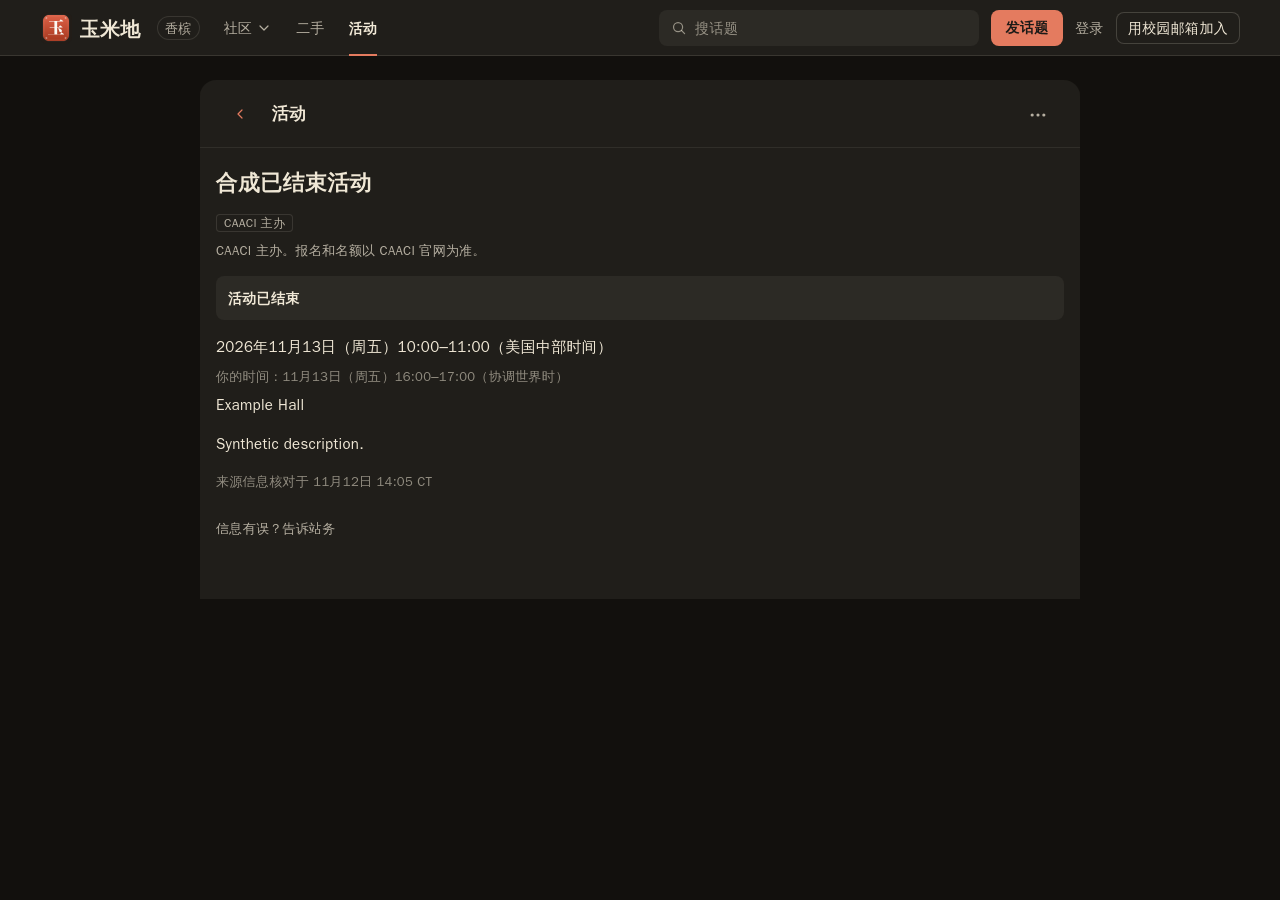 玉 玉米地 香槟 社区 二手 活动 搜话题 发话题 登录 用校园邮箱加入
活动
合成已结束活动
CAACI 主办
CAACI 主办。报名和名额以 CAACI 官网为准。
活动已结束
2026年11月13日（周五）10:00–11:00（美国中部时间）
你的时间：11月13日（周五）16:00–17:00（协调世界时）
Example Hall
Synthetic description.
来源信息核对于 11月12日 14:05 CT
信息有误？告诉站务